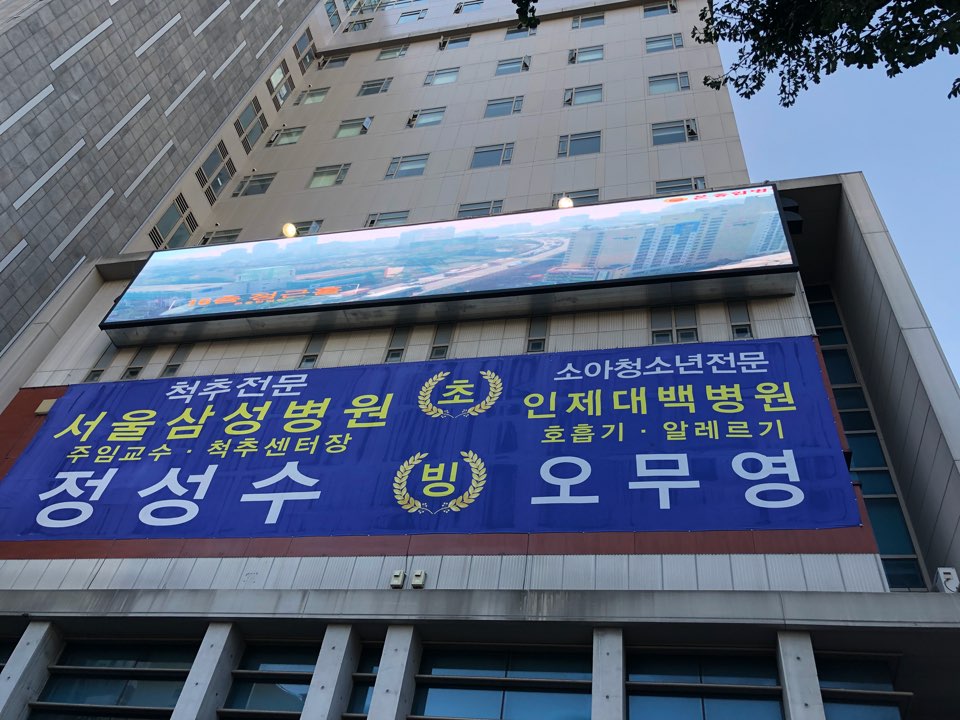 척추전문
서울삼성병원
주임교수·척추센터장
정성수
초
빙
소아청소년전문
인제대백병원
호흡기·알레르기
오무영